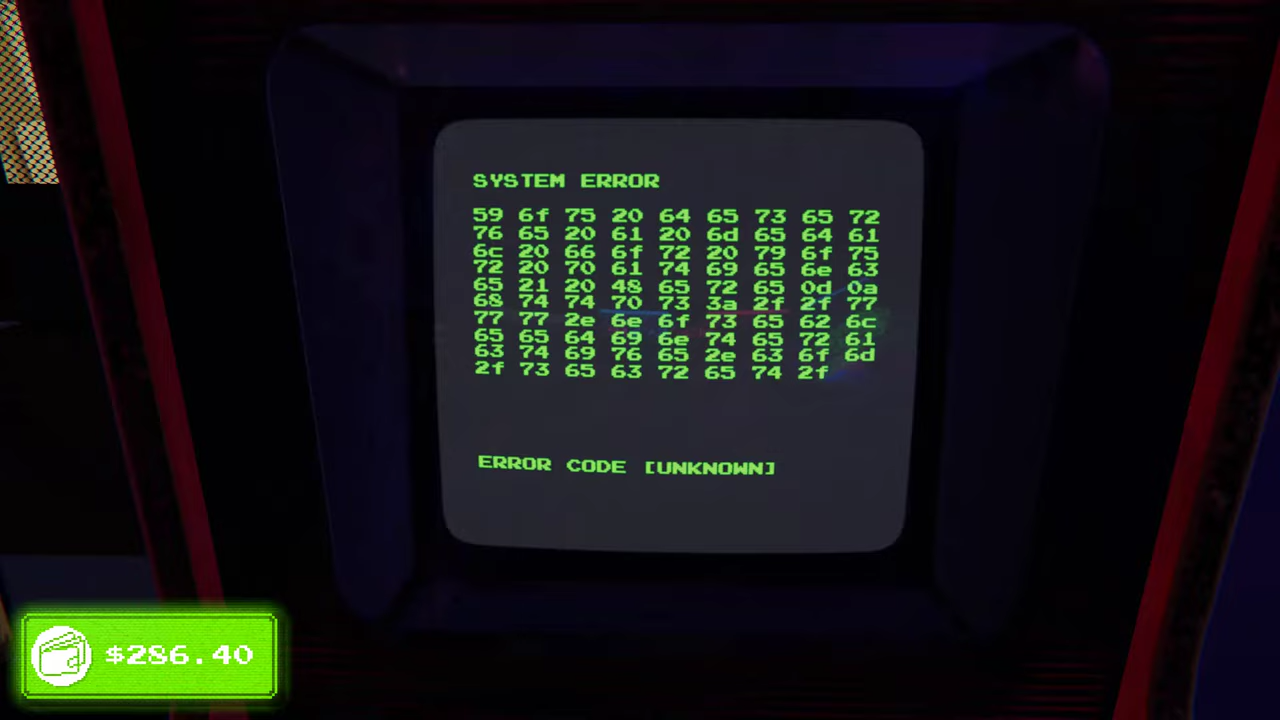 SYSTEM ERROR
59 6f 75 20 64 65 73 65 72
76 65 20 61 20 6d 65 64 61
6c 20 66 6f 72 20 79 6f 75
72 20 70 61 74 69 65 6e 63
65 21 20 48 65 72 65 0d 0a
68 74 74 70 73 3a 2f 2f 77
77 77 2e 6e 6f 73 65 62 6c
65 65 64 69 6e 74 65 72 61
63 74 69 76 65 2e 63 6f 6d
2f 73 65 63 72 65 74 2f
ERROR CODE [UNKNOWN]
$286.40